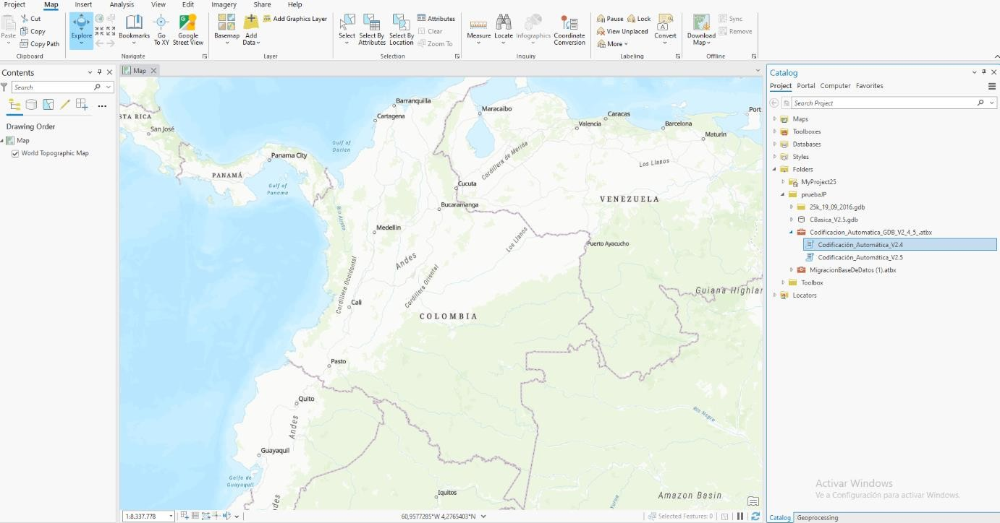 Project Map Insert Analysis View Edit Imagery Share Help
Paste
Cut
Copy
Copy Path
Clipboard
Explore
Bookmarks
Go To XY
Google Street View
Navigate
Basemap
Add Data
Add Graphics Layer
Layer
Select
Select By Attributes
Select By Location
Attributes
Clear
Zoom To
Selection
Measure
Locate
Infographics
Coordinate Conversion
Inquiry
Pause
Lock
View Unplaced
More
Convert
Labeling
Download Map
Sync
Remove
Offline
Contents
Search
Drawing Order
Map
World Topographic Map
Map
STA RICA
San José
Panama City
PANAMÁ
Gulf of Panama
Gulf of Darien
Barranquilla
Cartagena
Maracaibo
Caracas
Valencia
Barcelona
Maturin
Port
Cordillera de Merida
Los Llanos
Cucuta
Bucaramanga
VENEZUELA
Rio Atrato
Medellin
Los Llanos
Puerto Ayacucho
Andes
Cordillera Occidental
Cordillera Oriental
Guiana Highlar
Cali
COLOMBIA
Pasto
Quito
Andes
Rio Negro
Guayaquil
Golfo de Guayaquil
Iquitos
des
Amazon Basin
Purus
1:8.337.778
60,9577285°W 4,2765403°N
Selected Features: 0
Catalog
Project Portal Computer Favorites
Search Project
Maps
Toolboxes
Databases
Styles
Folders
MyProject25
pruebaJP
25k_19_09_2016.gdb
CBasica_V2.5.gdb
Codificacion_Automatica_GDB_V2_4_5_.atbx
Codificación_Automática_V2.4
Codificación_Automática_V2.5
MigracionBaseDeDatos (1).atbx
Toolbox
Locators
Activar Windows
Ve a Configuración para activar Windows.
Catalog Geoprocessing